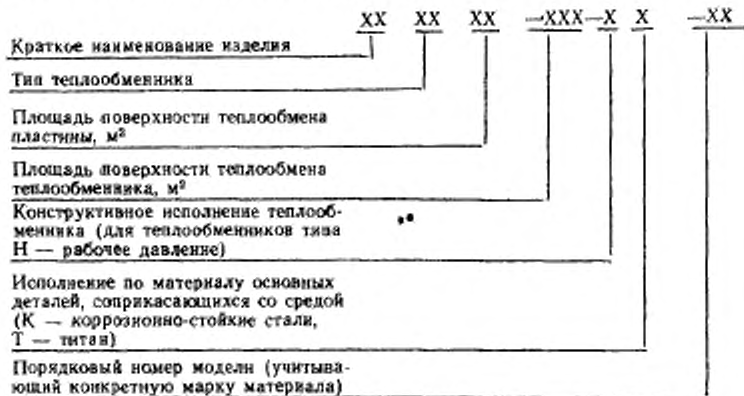 XX XX XX —XXX—X X —XX
Краткое наименование изделия
Тип теплообменника
Площадь поверхности теплообмена
пластины, м²
Площадь поверхности теплообмена
теплообменника, м²
Конструктивное исполнение теплооб-
менника (для теплообменников типа
Н — рабочее давление)
Исполнение по материалу основных
деталей, соприкасающихся со средой
(К — коррозионно-стойкие стали,
Т — титан)
Порядковый номер модели (учитыва-
ющий конкретную марку материала)